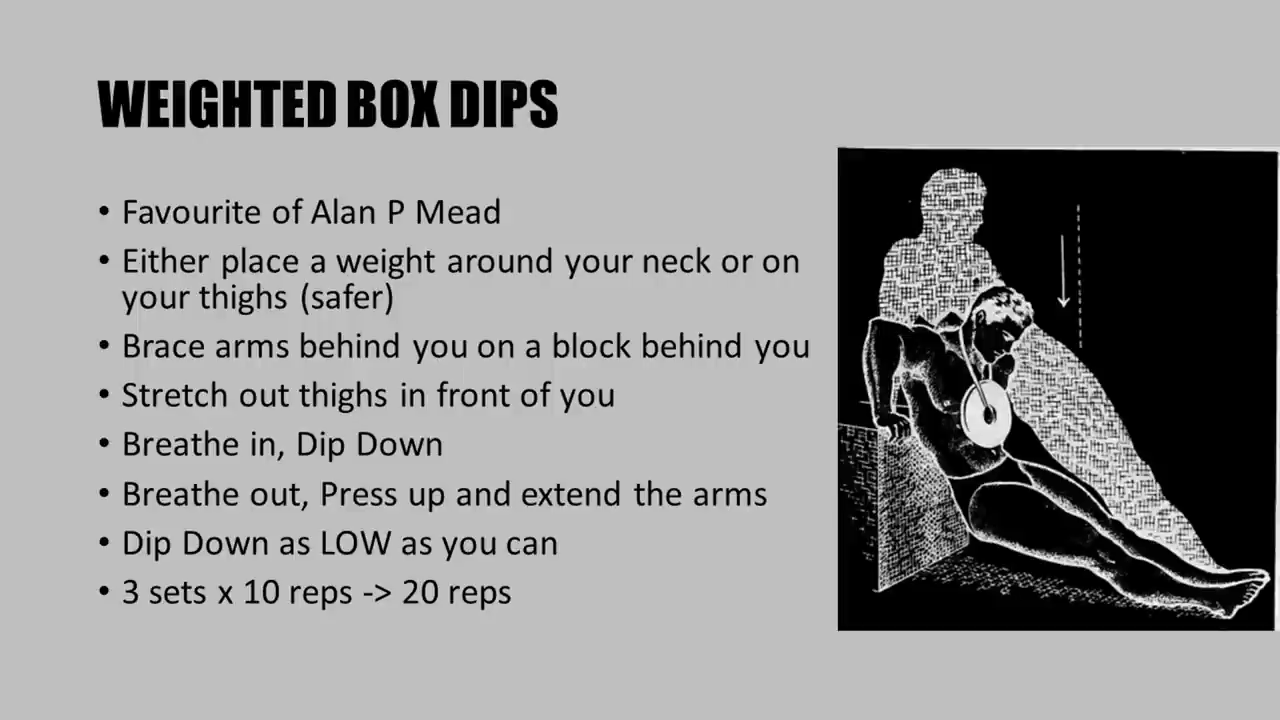 WEIGHTED BOX DIPS
• Favourite of Alan P Mead
• Either place a weight around your neck or on
your thighs (safer)
• Brace arms behind you on a block behind you
• Stretch out thighs in front of you
• Breathe in, Dip Down
• Breathe out, Press up and extend the arms
• Dip Down as LOW as you can
• 3 sets x 10 reps -> 20 reps